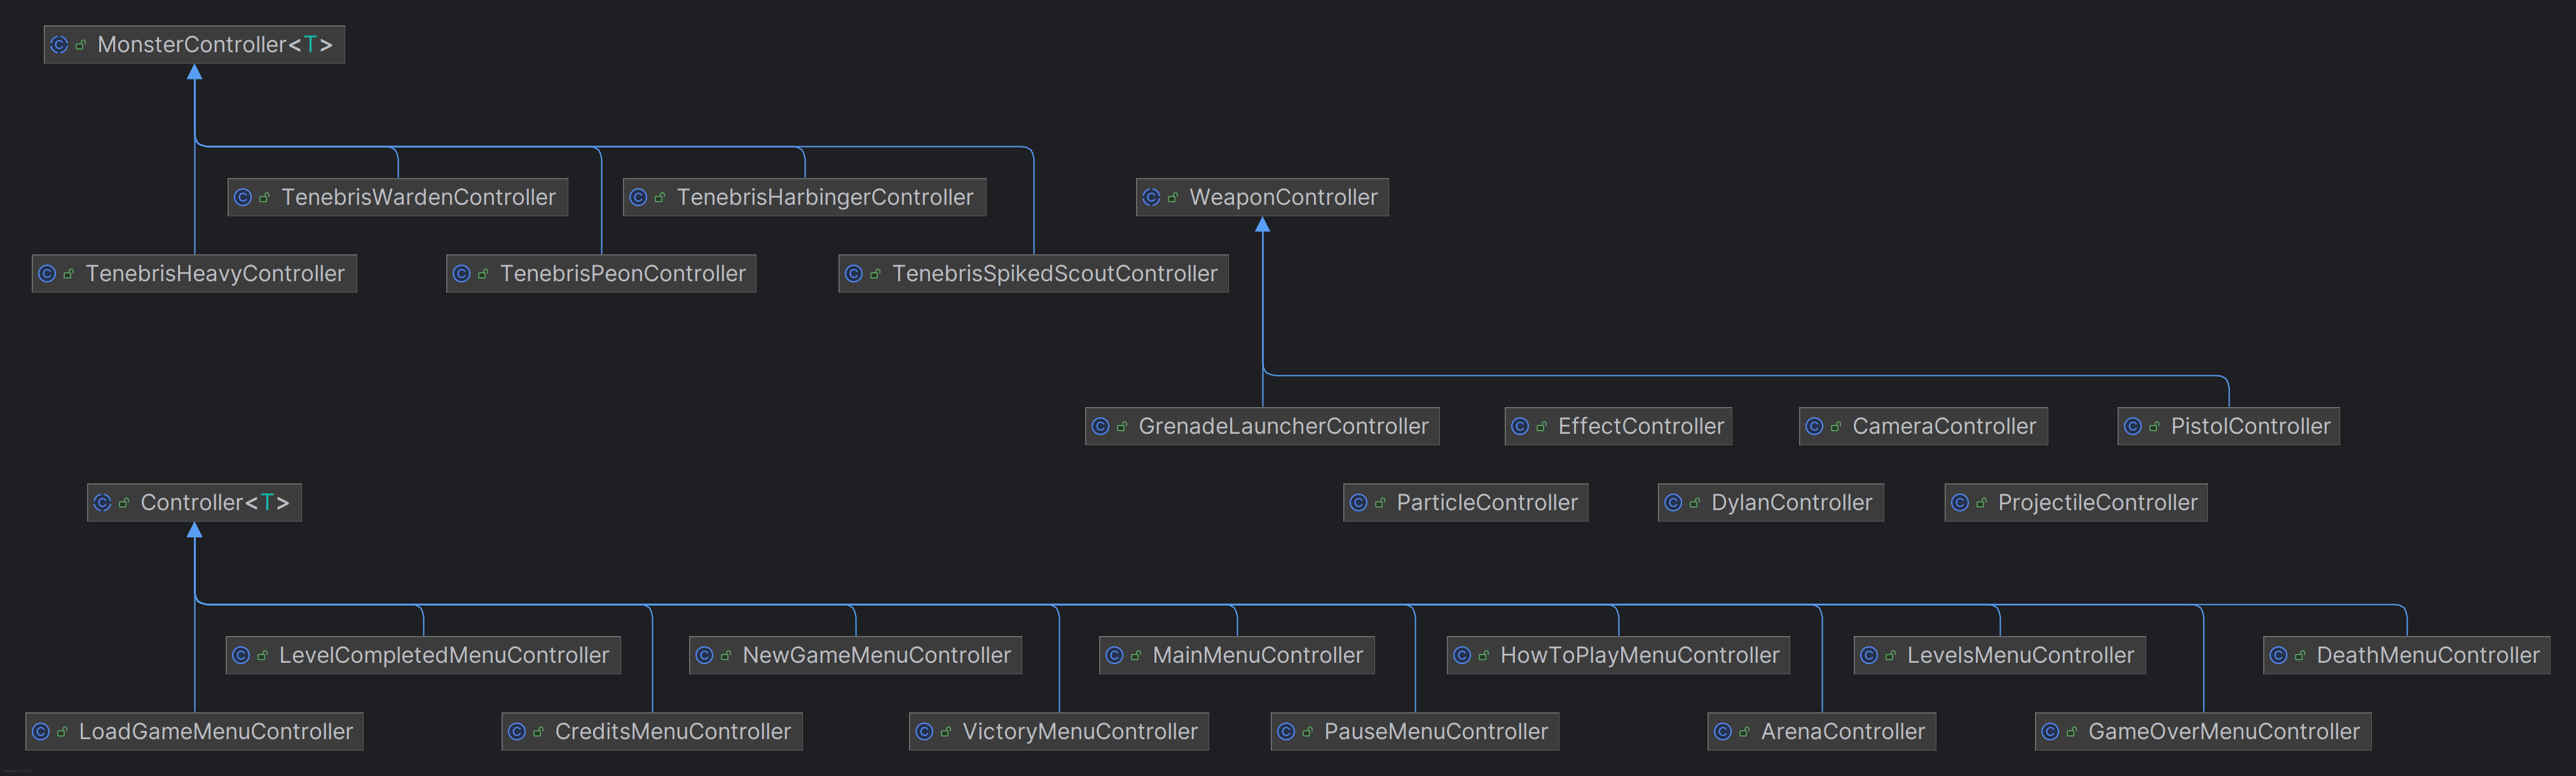 MonsterController<T>
TenebrisWardenController
TenebrisHarbingerController
WeaponController
TenebrisHeavyController
TenebrisPeonController
TenebrisSpikedScoutController
GrenadeLauncherController
EffectController
CameraController
PistolController
Controller<T>
ParticleController
DylanController
ProjectileController
LevelCompletedMenuController
NewGameMenuController
MainMenuController
HowToPlayMenuController
LevelsMenuController
DeathMenuController
LoadGameMenuController
CreditsMenuController
VictoryMenuController
PauseMenuController
ArenaController
GameOverMenuController